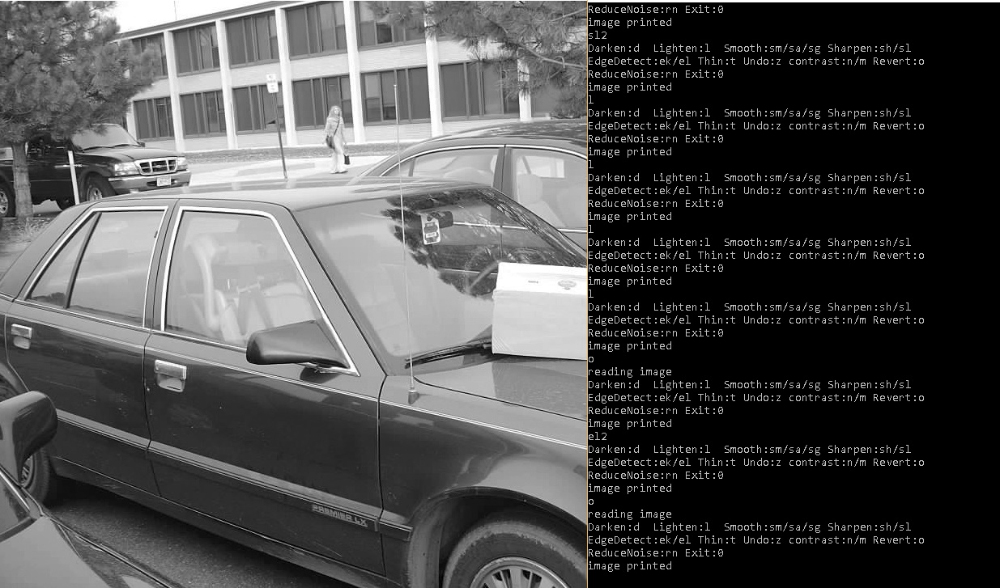 PREMIER LX
ReduceNoise:rn Exit:0
image printed
sl2
Darken:d  Lighten:l  Smooth:sm/sa/sg Sharpen:sh/sl
EdgeDetect:ek/el Thin:t Undo:z contrast:n/m Revert:o
ReduceNoise:rn Exit:0
image printed
l
Darken:d  Lighten:l  Smooth:sm/sa/sg Sharpen:sh/sl
EdgeDetect:ek/el Thin:t Undo:z contrast:n/m Revert:o
ReduceNoise:rn Exit:0
image printed
l
Darken:d  Lighten:l  Smooth:sm/sa/sg Sharpen:sh/sl
EdgeDetect:ek/el Thin:t Undo:z contrast:n/m Revert:o
ReduceNoise:rn Exit:0
image printed
l
Darken:d  Lighten:l  Smooth:sm/sa/sg Sharpen:sh/sl
EdgeDetect:ek/el Thin:t Undo:z contrast:n/m Revert:o
ReduceNoise:rn Exit:0
image printed
l
Darken:d  Lighten:l  Smooth:sm/sa/sg Sharpen:sh/sl
EdgeDetect:ek/el Thin:t Undo:z contrast:n/m Revert:o
ReduceNoise:rn Exit:0
image printed
o
reading image
Darken:d  Lighten:l  Smooth:sm/sa/sg Sharpen:sh/sl
EdgeDetect:ek/el Thin:t Undo:z contrast:n/m Revert:o
ReduceNoise:rn Exit:0
image printed
el2
Darken:d  Lighten:l  Smooth:sm/sa/sg Sharpen:sh/sl
EdgeDetect:ek/el Thin:t Undo:z contrast:n/m Revert:o
ReduceNoise:rn Exit:0
image printed
o
reading image
Darken:d  Lighten:l  Smooth:sm/sa/sg Sharpen:sh/sl
EdgeDetect:ek/el Thin:t Undo:z contrast:n/m Revert:o
ReduceNoise:rn Exit:0
image printed